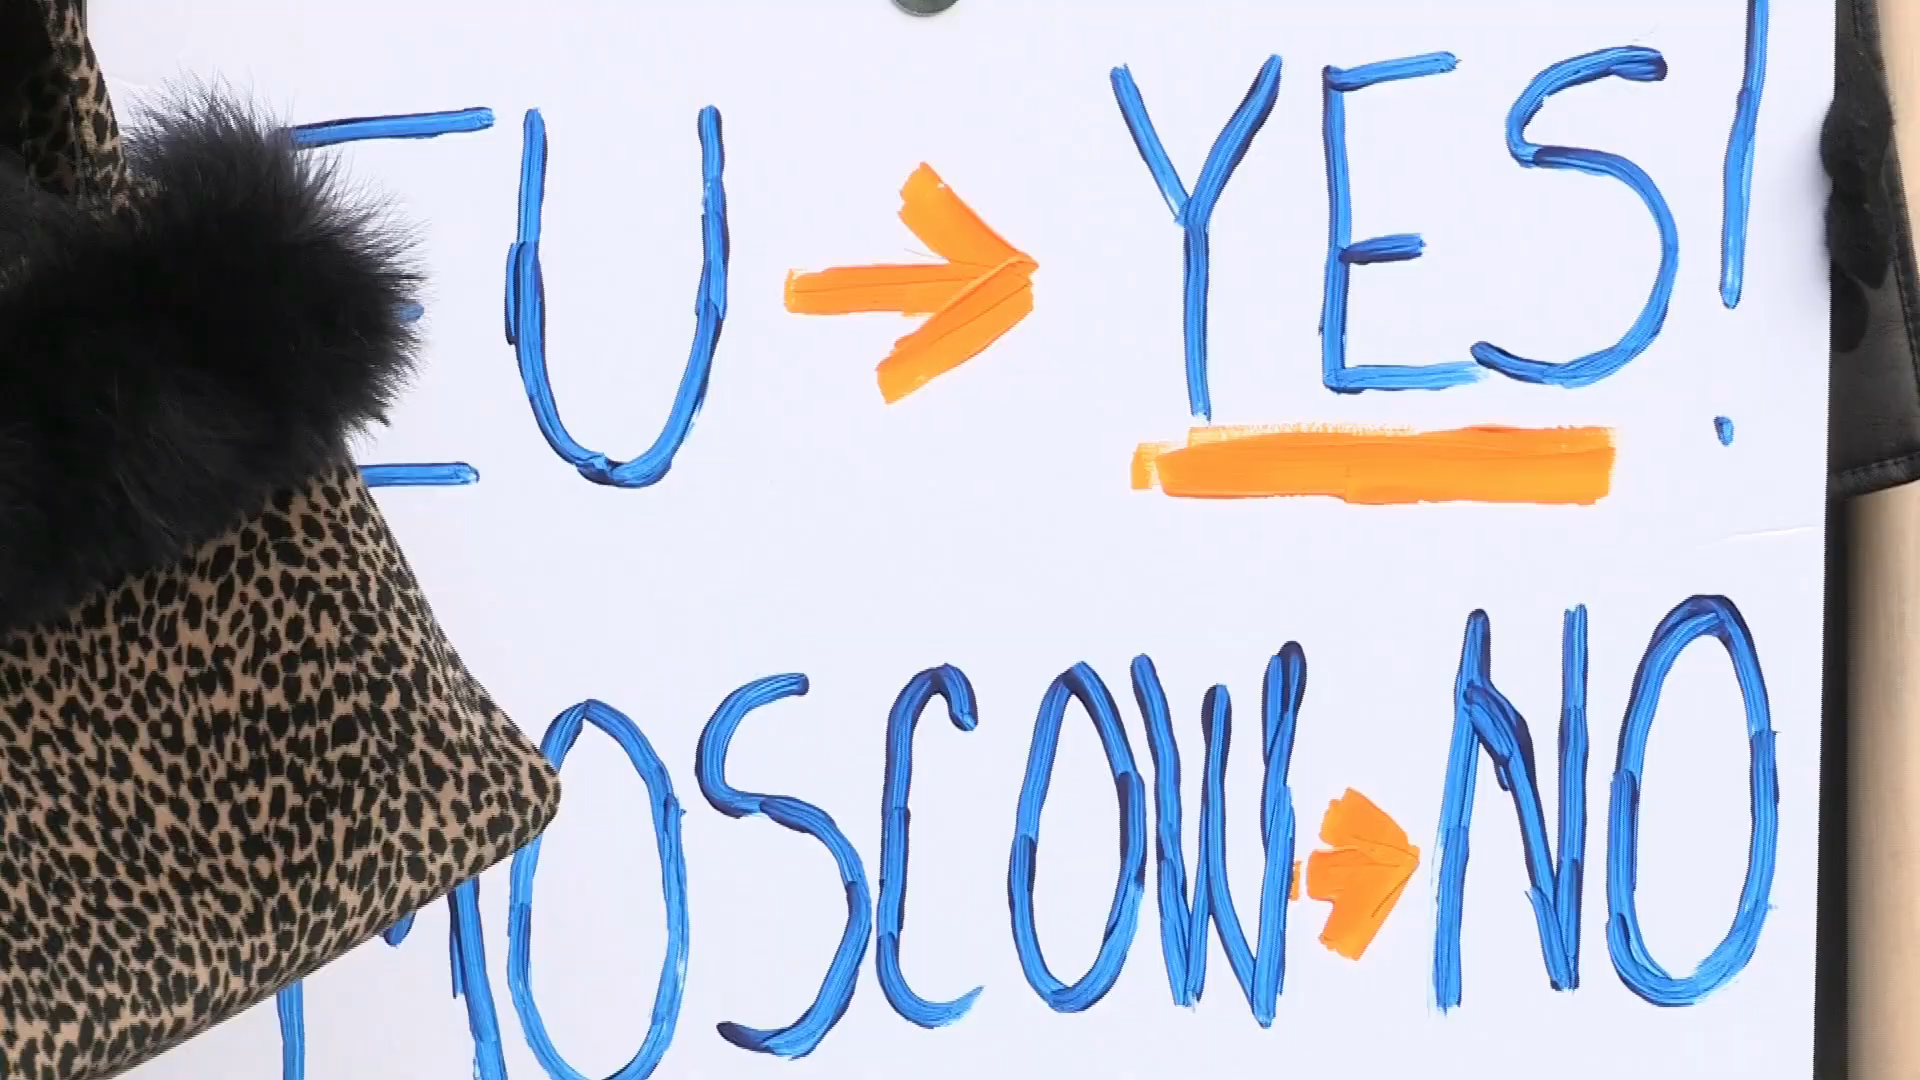 EU → YES!
MOSCOW → NO